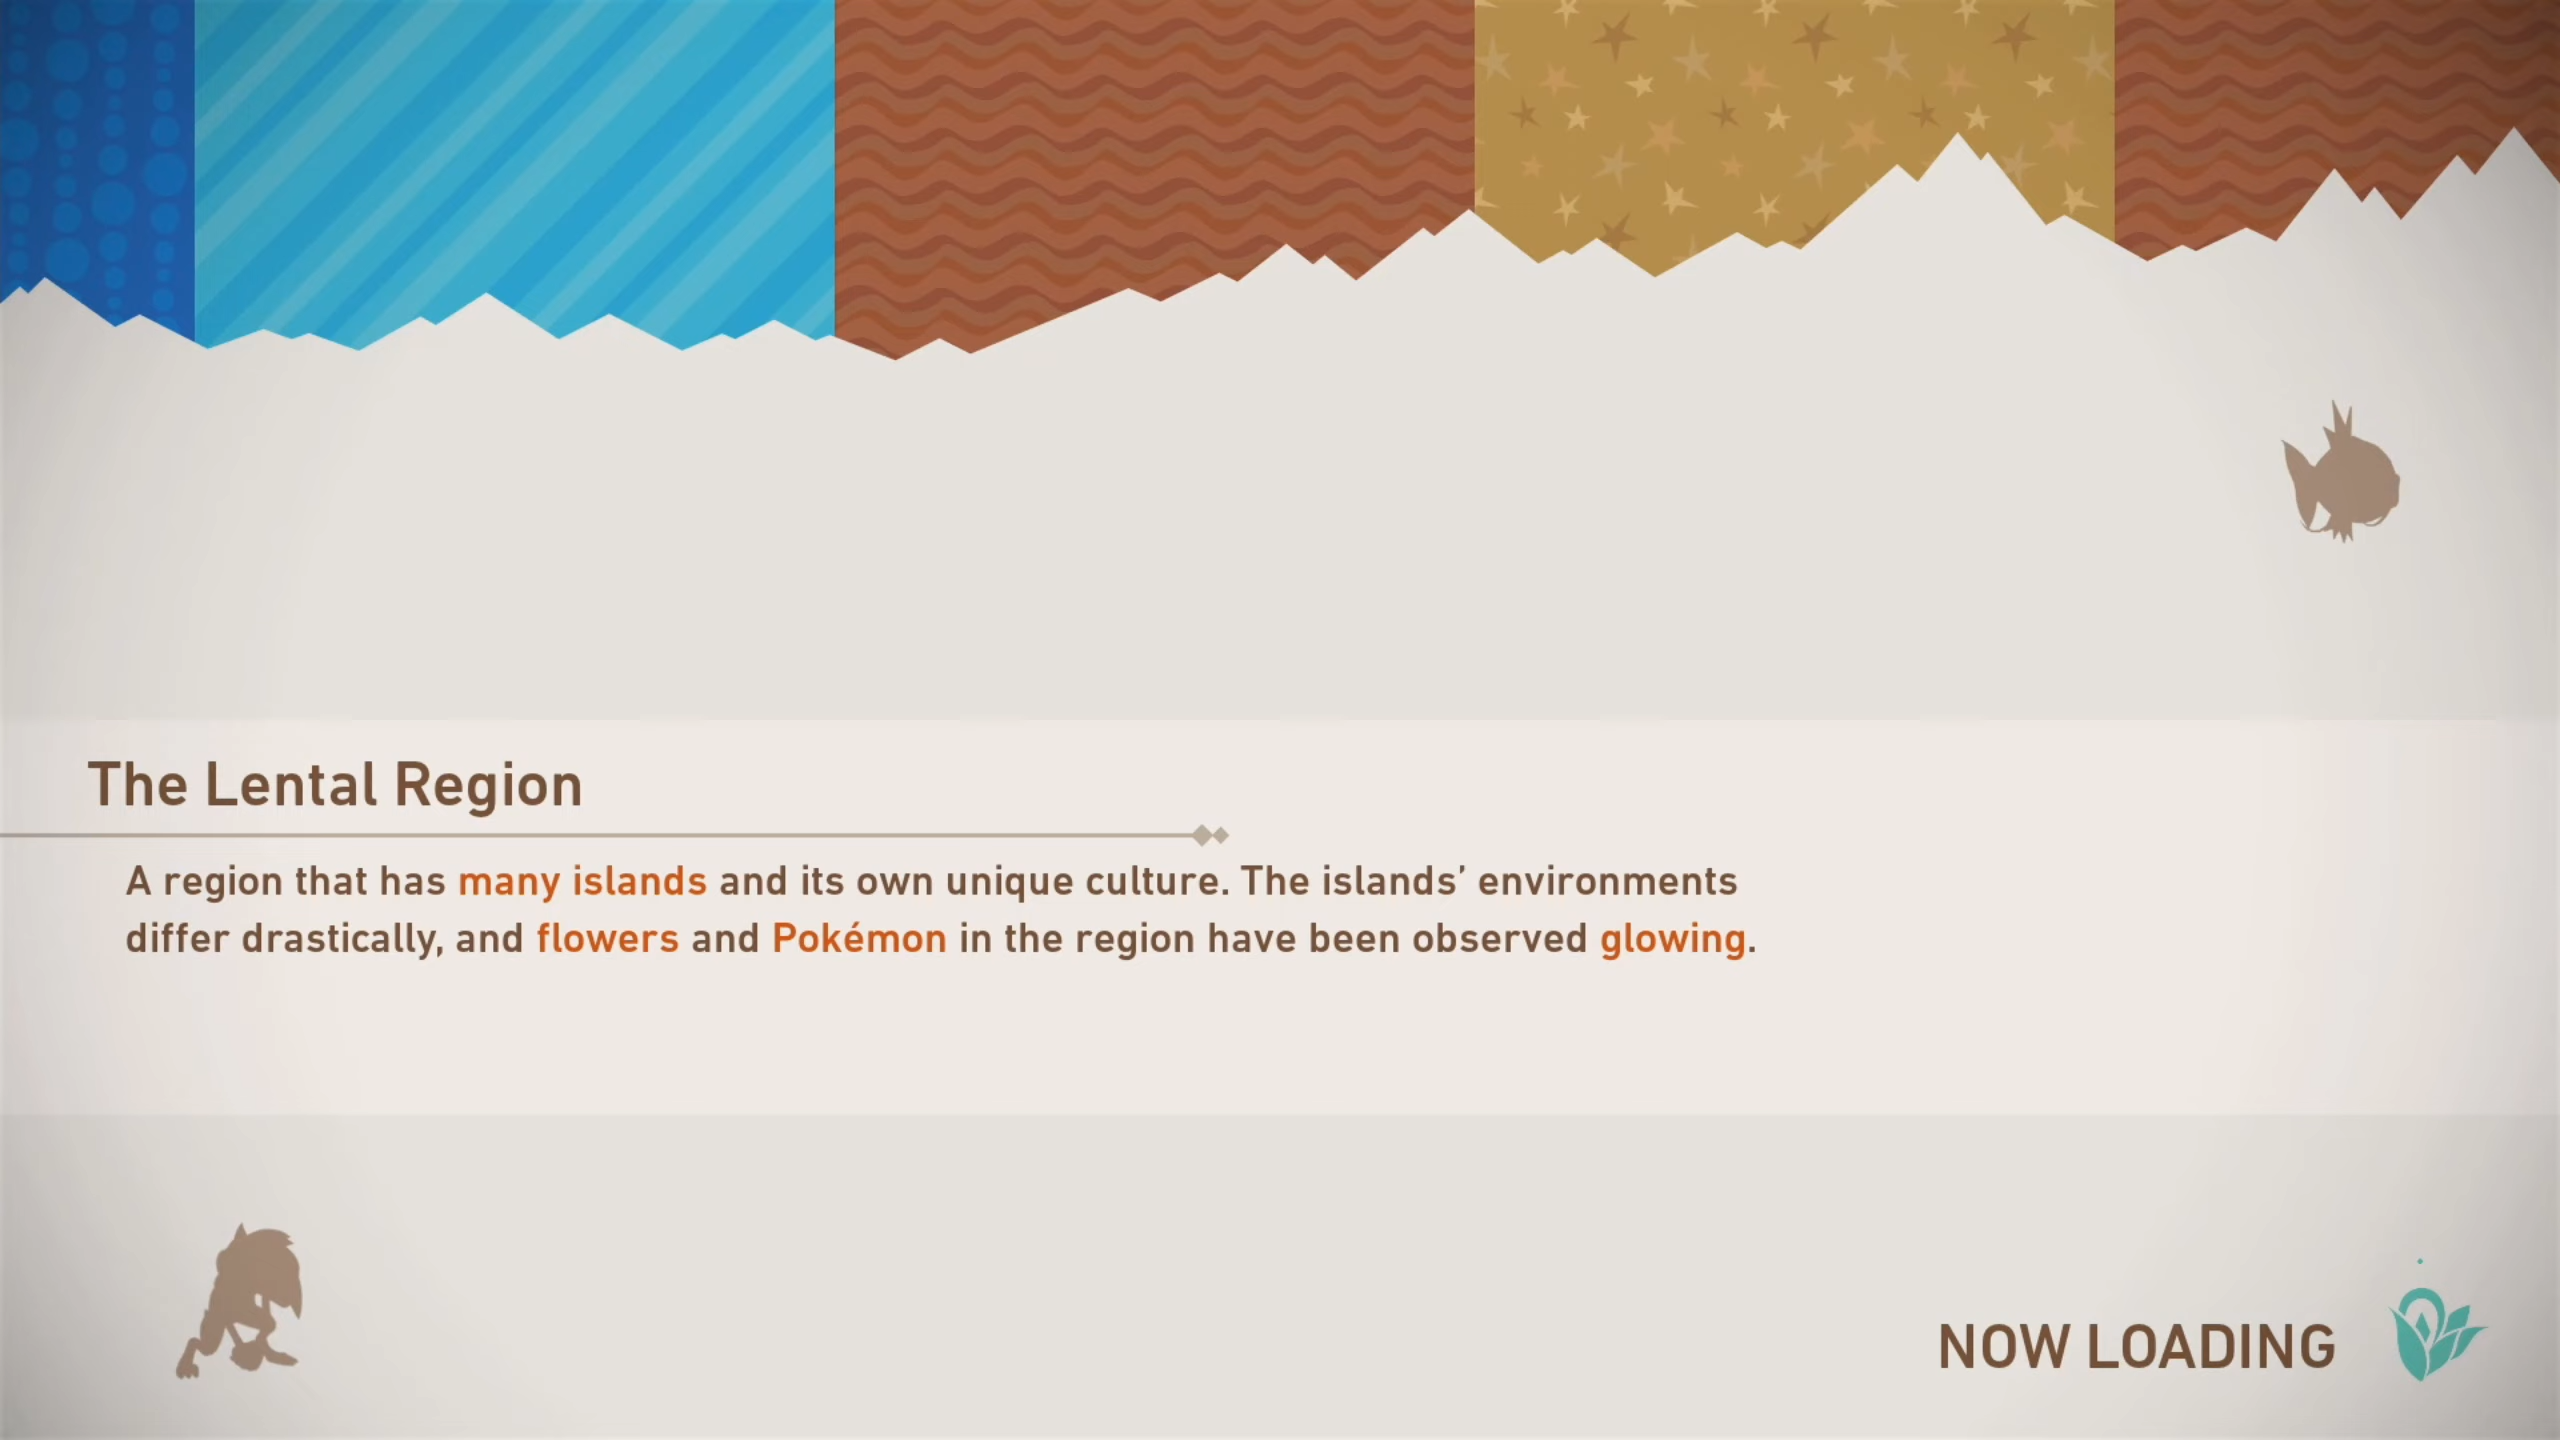 The Lental Region
A region that has many islands and its own unique culture. The islands’ environments
differ drastically, and flowers and Pokémon in the region have been observed glowing.
NOW LOADING